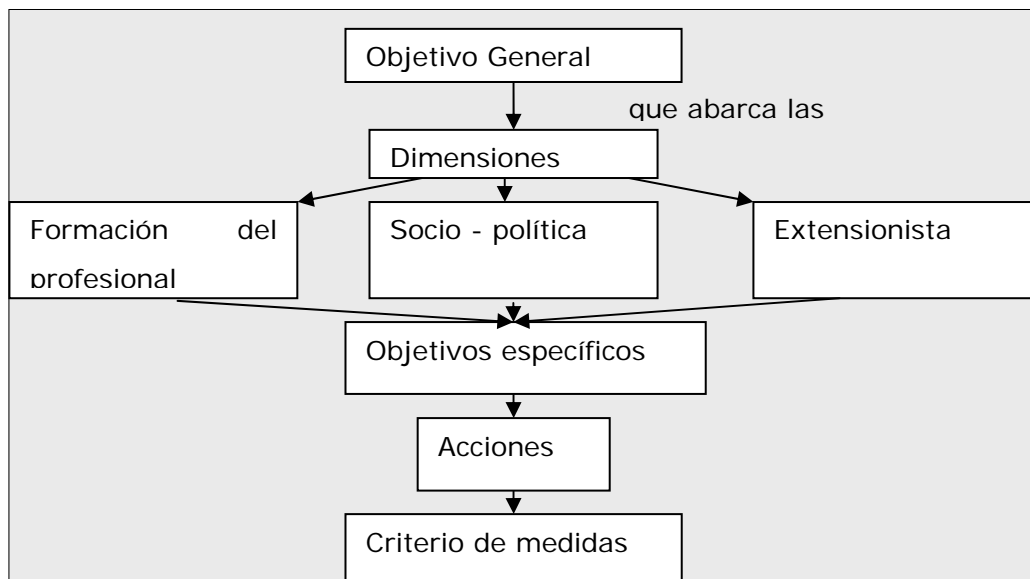 Objetivo General
que abarca las
Dimensiones
Formación del
profesional
Socio - política
Extensionista
Objetivos específicos
Acciones
Criterio de medidas